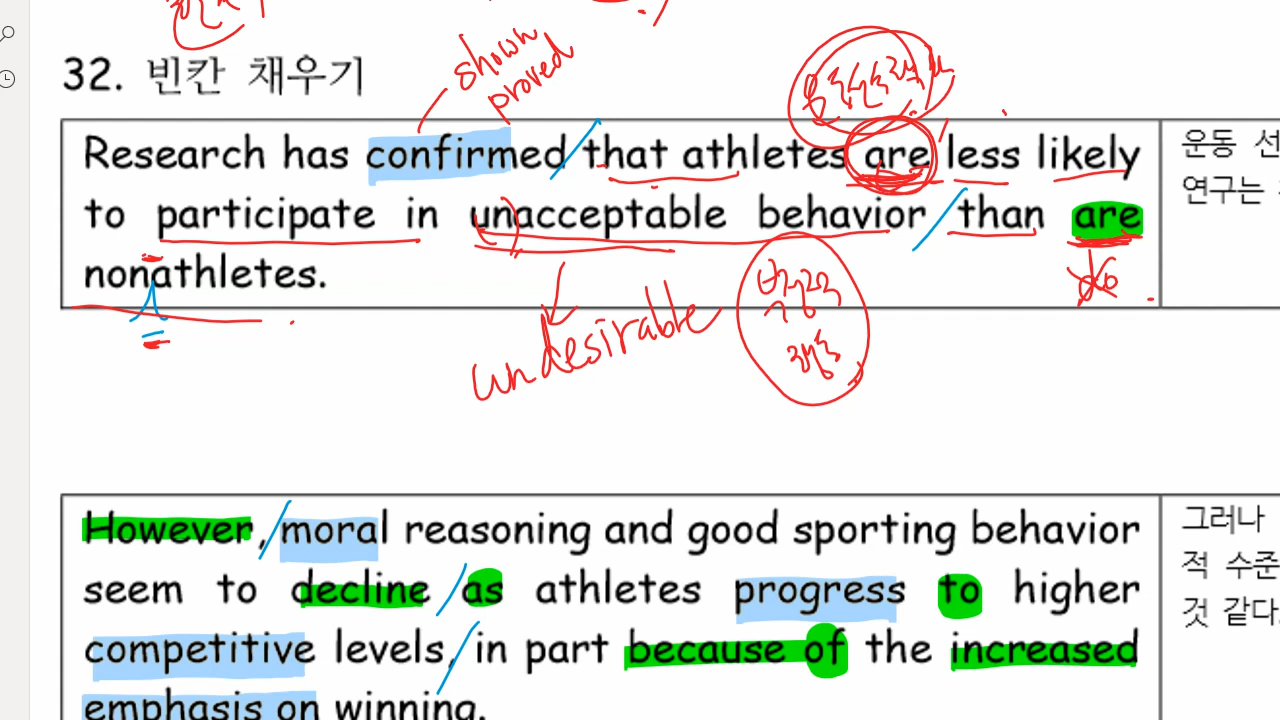 shown
proved
32. 빈칸 채우기
Research has confirmed that athletes are less likely
to participate in unacceptable behavior than are
nonathletes.
운동 선
연구는
do
undesirable
행동
However, moral reasoning and good sporting behavior
seem to decline as athletes progress to higher
competitive levels, in part because of the increased
emphasis on winning.
그러나
적 수준
것 같다.